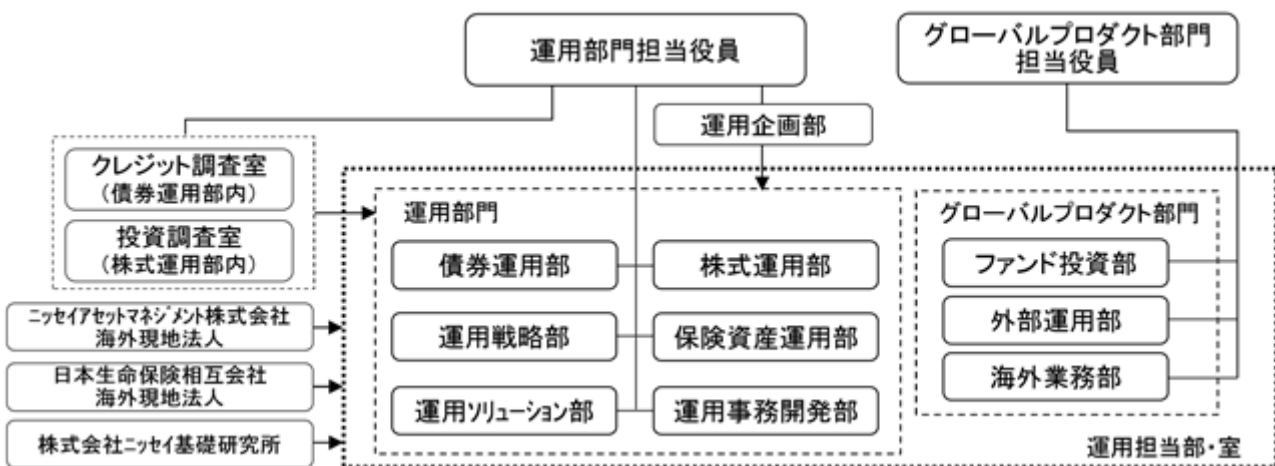 運用部門担当役員
グローバルプロダクト部門
担当役員
運用企画部
クレジット調査室
（債券運用部内）
投資調査室
（株式運用部内）
ニッセイアセットマネジメント株式会社
海外現地法人
日本生命保険相互会社
海外現地法人
株式会社ニッセイ基礎研究所
運用部門
債券運用部
株式運用部
運用戦略部
保険資産運用部
運用ソリューション部
運用事務開発部
グローバルプロダクト部門
ファンド投資部
外部運用部
海外業務部
運用担当部・室